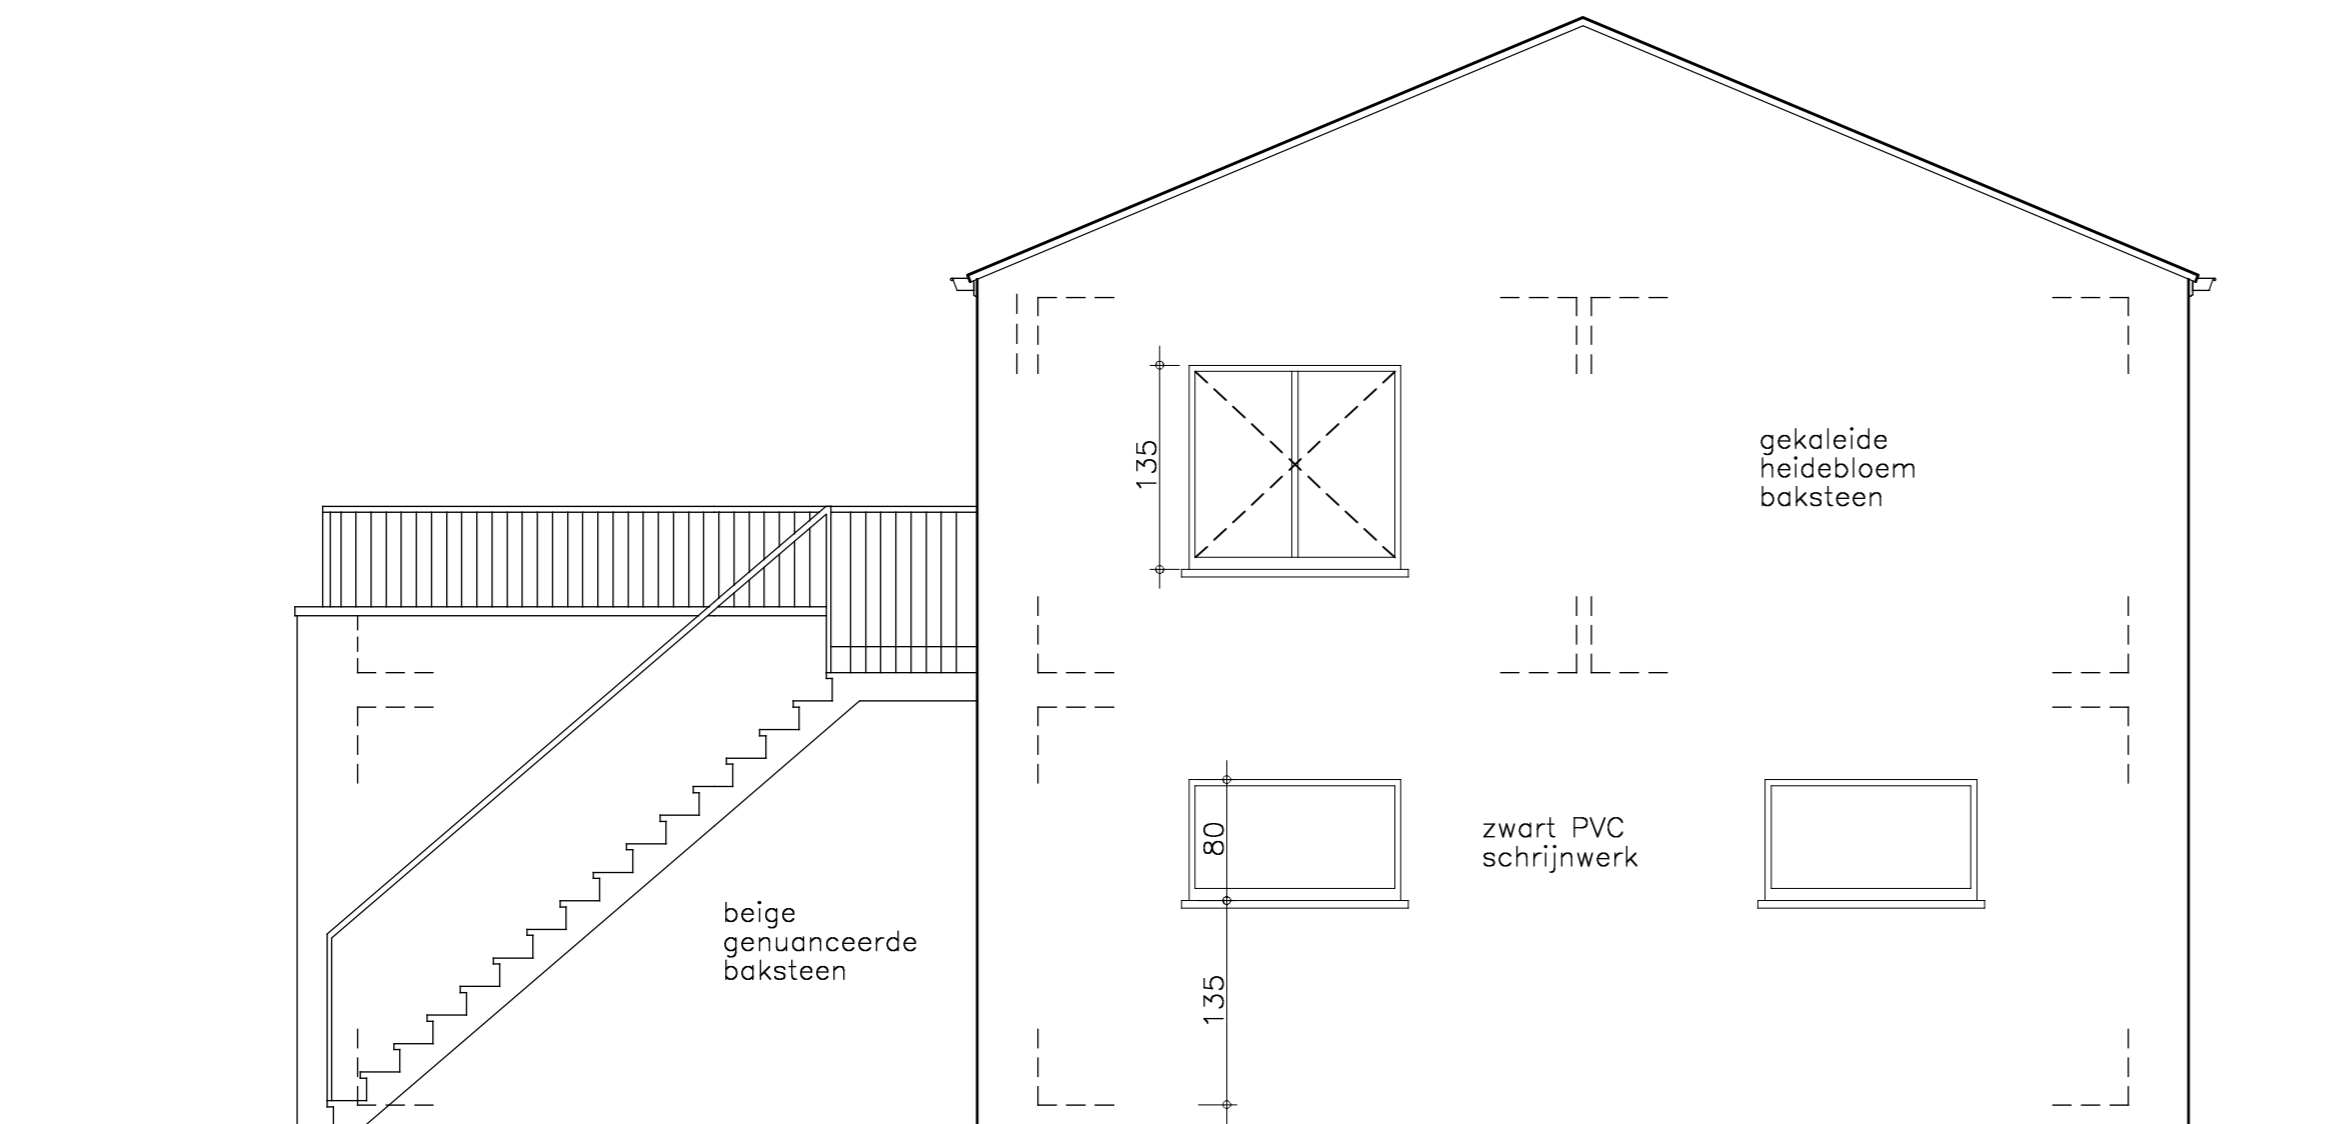 135
gekaleide
heidebloem
baksteen
80
zwart PVC
schrijnwerk
beige
genuanceerde
baksteen
135